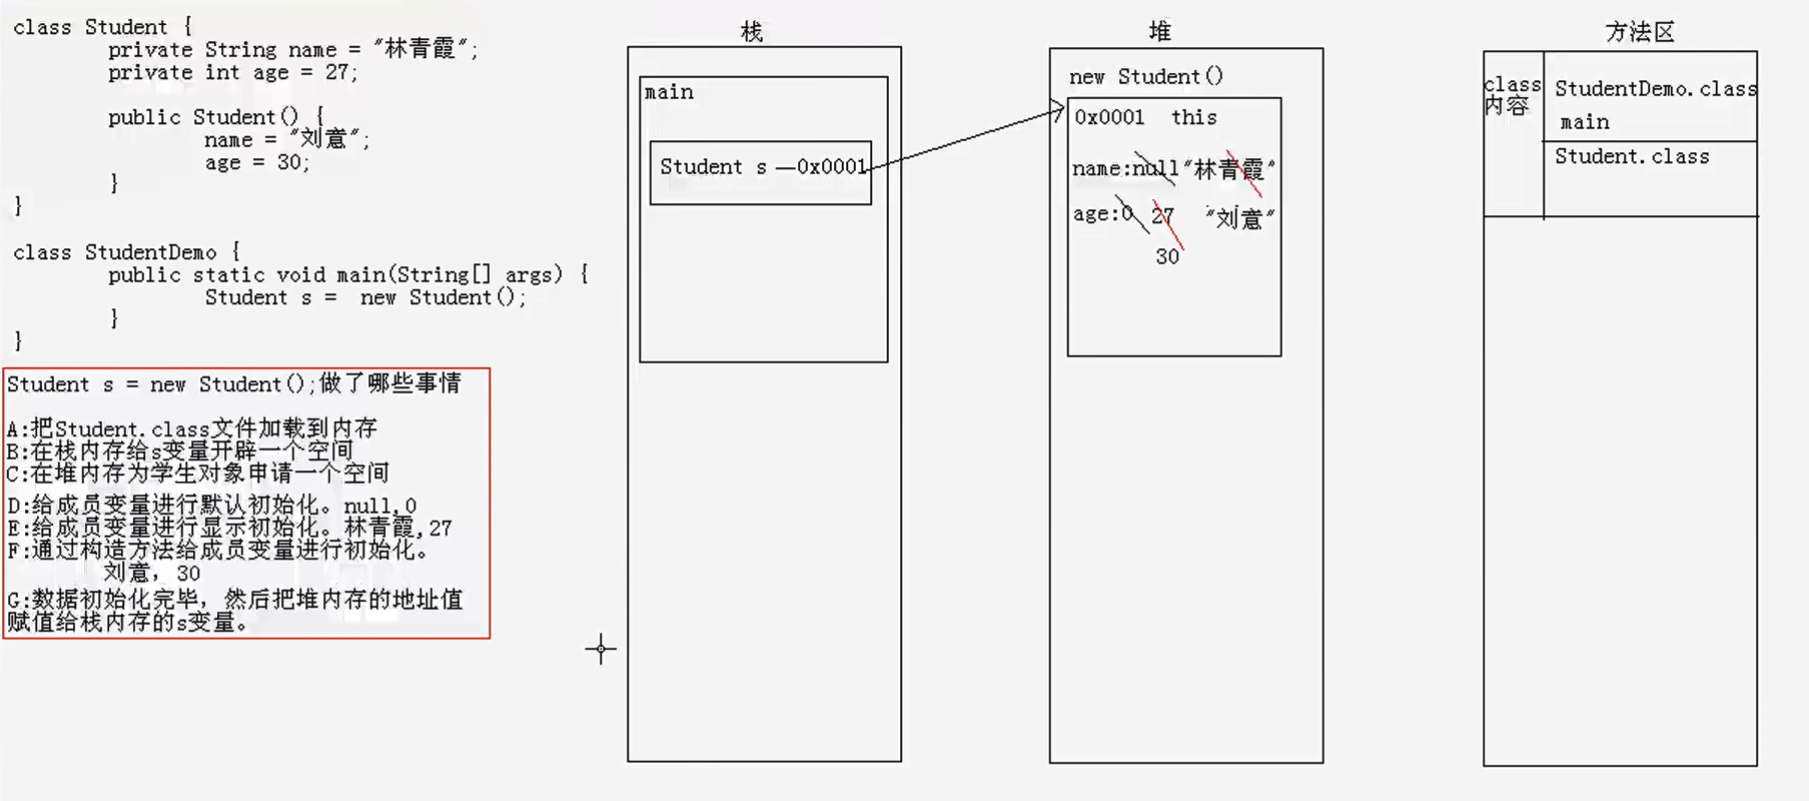 class Student {
private String name = "林青霞";
private int age = 27;
public Student() {
name = "刘意";
age = 30;
}
}
class StudentDemo {
public static void main(String[] args) {
Student s = new Student();
}
}
Student s = new Student();做了哪些事情
A:把Student.class文件加载到内存
B:在栈内存给s变量开辟一个空间
C:在堆内存为学生对象申请一个空间
D:给成员变量进行默认初始化。null,0
E:给成员变量进行显示初始化。林青霞,27
F:通过构造方法给成员变量进行初始化。
刘意，30
G:数据初始化完毕，然后把堆内存的地址值
赋值给栈内存的s变量。
栈
main
Student s —0x0001
堆
new Student()
0x0001 this
name:null"林青霞"
age:0 27 "刘意"
30
方法区
class
内容
StudentDemo.class
main
Student.class